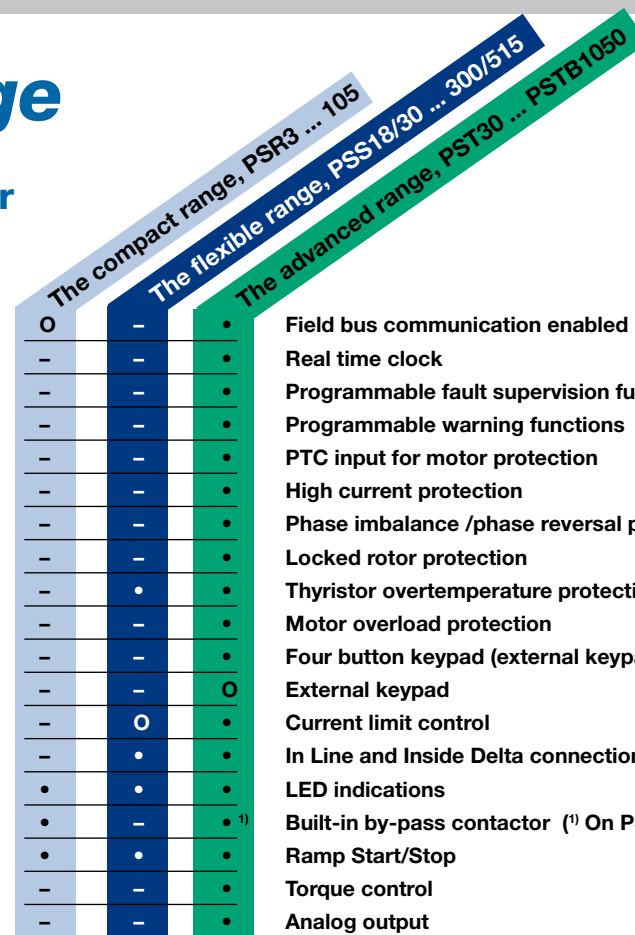 ge
r
The compact range, PSR3 ... 105
The flexible range, PSS18/30 ... 300/515
The advanced range, PST30 ... PSTB1050
O – • Field bus communication enabled
– – • Real time clock
– – • Programmable fault supervision fu
– – • Programmable warning functions
– – • PTC input for motor protection
– – • High current protection
– – • Phase imbalance /phase reversal p
– – • Locked rotor protection
– • • Thyristor overtemperature protecti
– – • Motor overload protection
– – • Four button keypad (external keypa
– – O External keypad
– O • Current limit control
– • • In Line and Inside Delta connection
• • • LED indications
• – • 1) Built-in by-pass contactor (1) On P
• • • Ramp Start/Stop
– – • Torque control
– – • Analog output